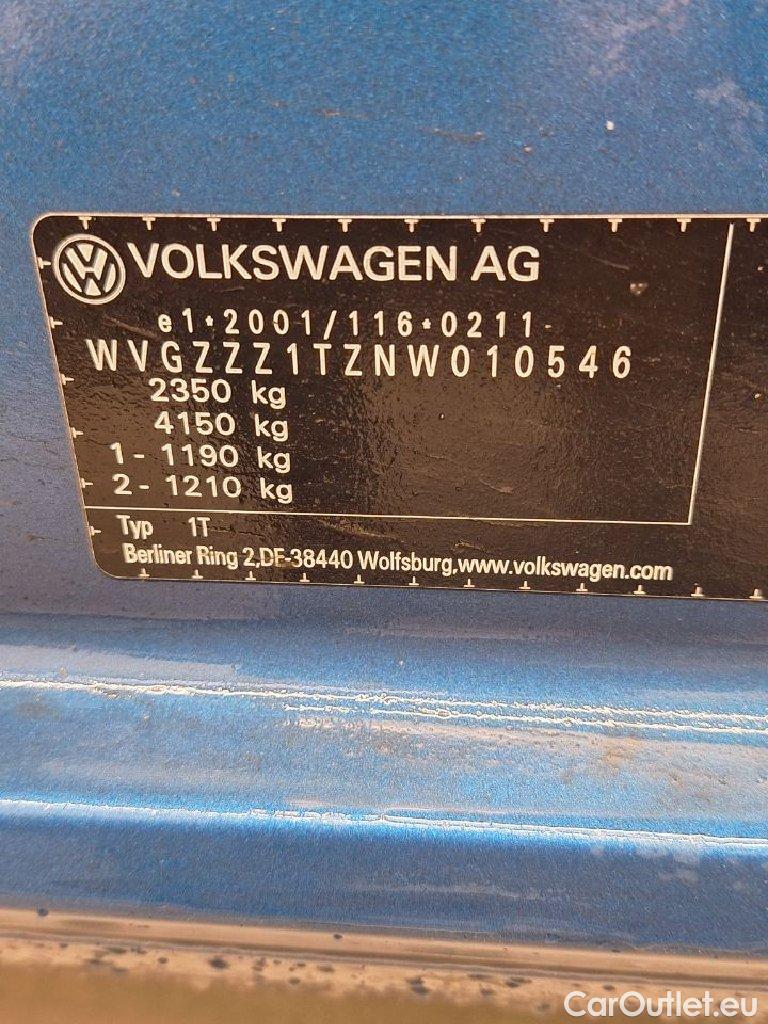 VOLKSWAGEN AG
e1*2001/116*0211
WVGZZZ1TZNW010546
2350 kg
4150 kg
1- 1190 kg
2- 1210 kg
Typ 1T
Berliner Ring 2,DE-38440 Wolfsburg,www.volkswagen.com
CarOutlet.eu